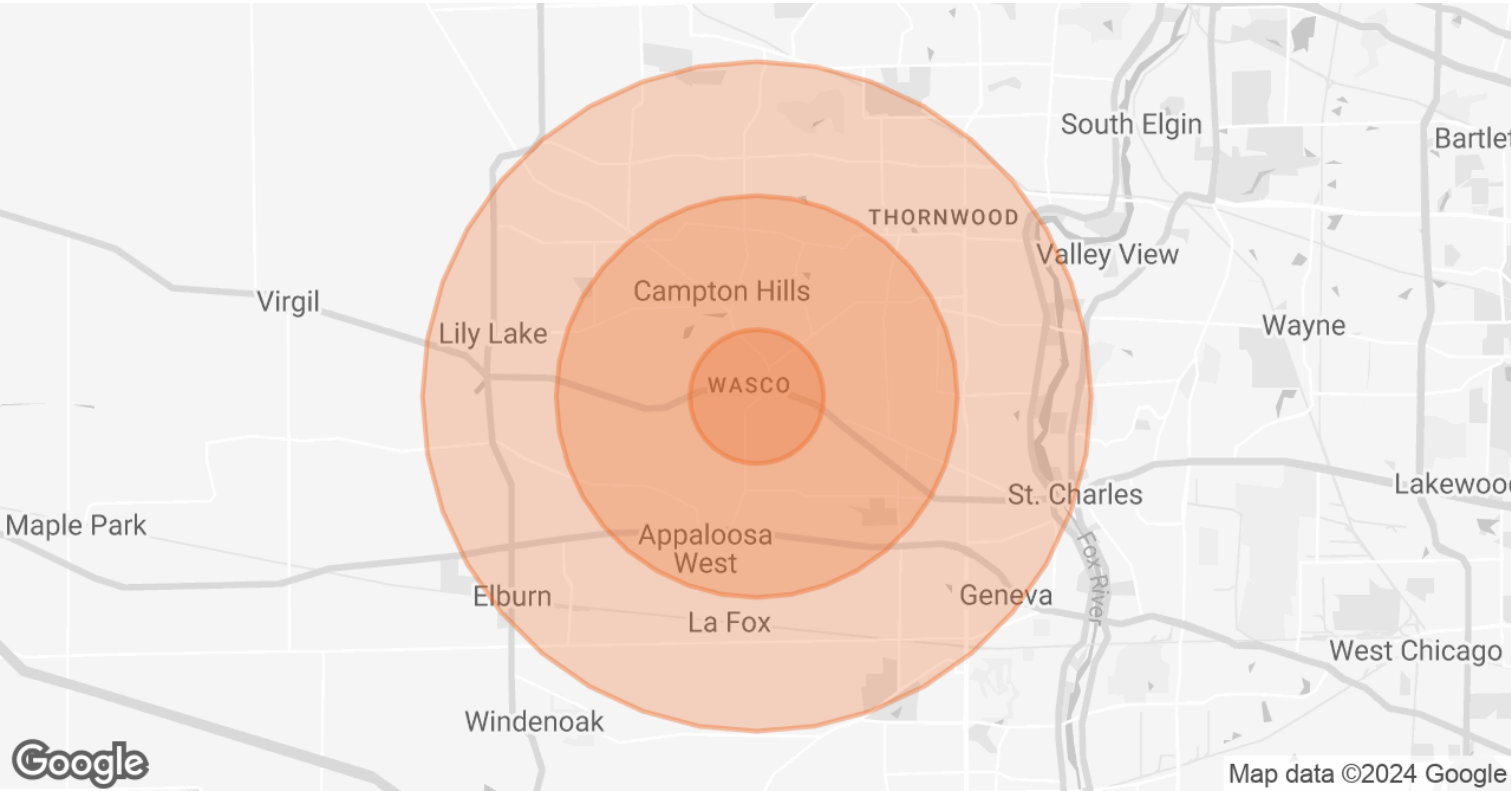 South Elgin
Bartlet
THORNWOOD
Valley View
Campton Hills
Virgil
Lily Lake
Wayne
WASCO
Lakewood
St. Charles
Maple Park
Appaloosa
West
Fox River
Elburn
Geneva
La Fox
West Chicago
Windenoak
Google
Map data ©2024 Google